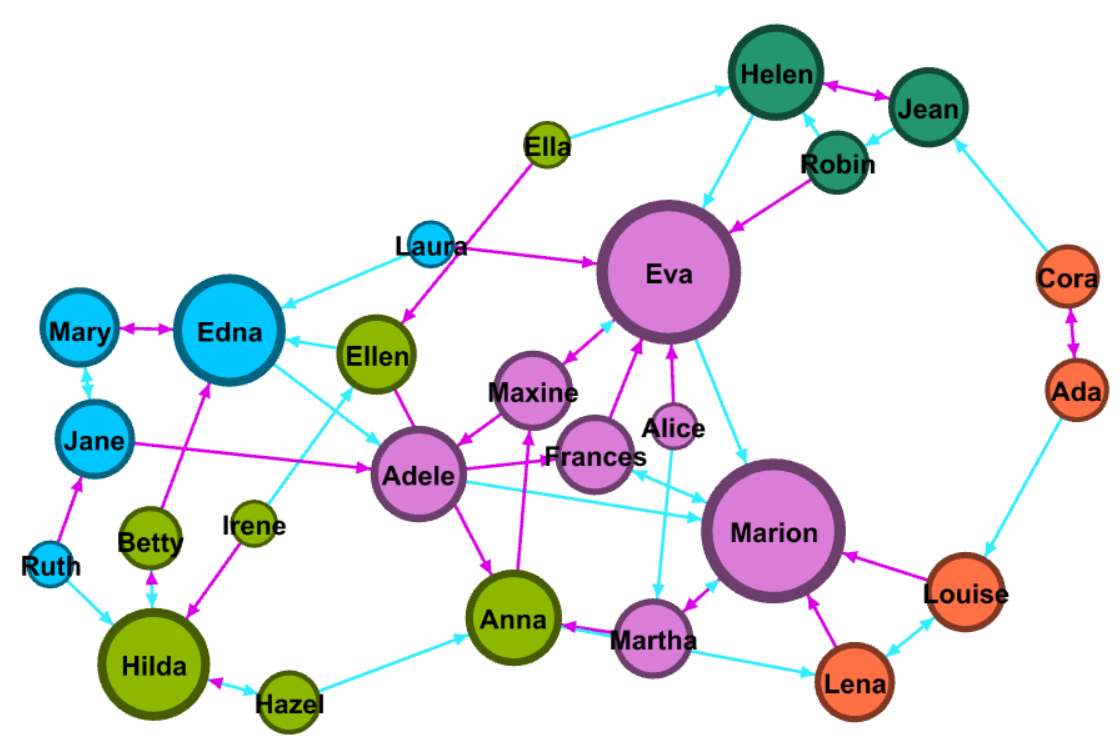 Helen
Jean
Ella
Robin
Laura
Eva
Cora
Mary
Edna
Ellen
Maxine
Ada
Jane
Alice
Frances
Adele
Irene
Marion
Betty
Ruth
Louise
Anna
Martha
Hilda
Lena
Hazel